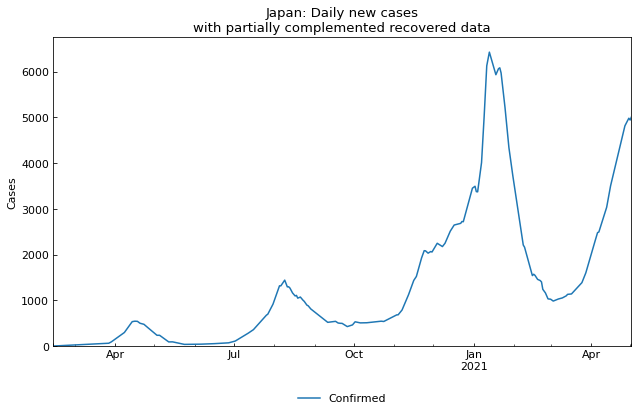 Japan: Daily new cases
with partially complemented recovered data
Cases
6000
5000
4000
3000
2000
1000
0
Apr
Jul
Oct
Jan
2021
Apr
Confirmed